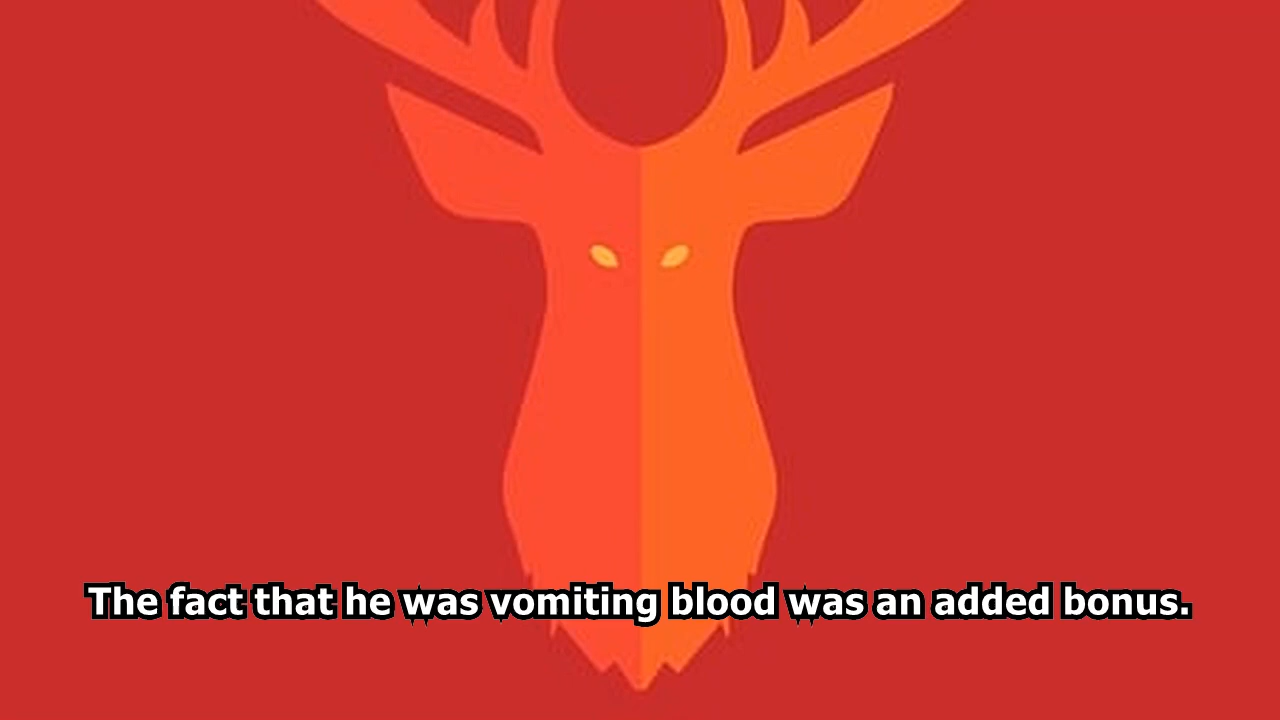 The fact that he was vomiting blood was an added bonus.